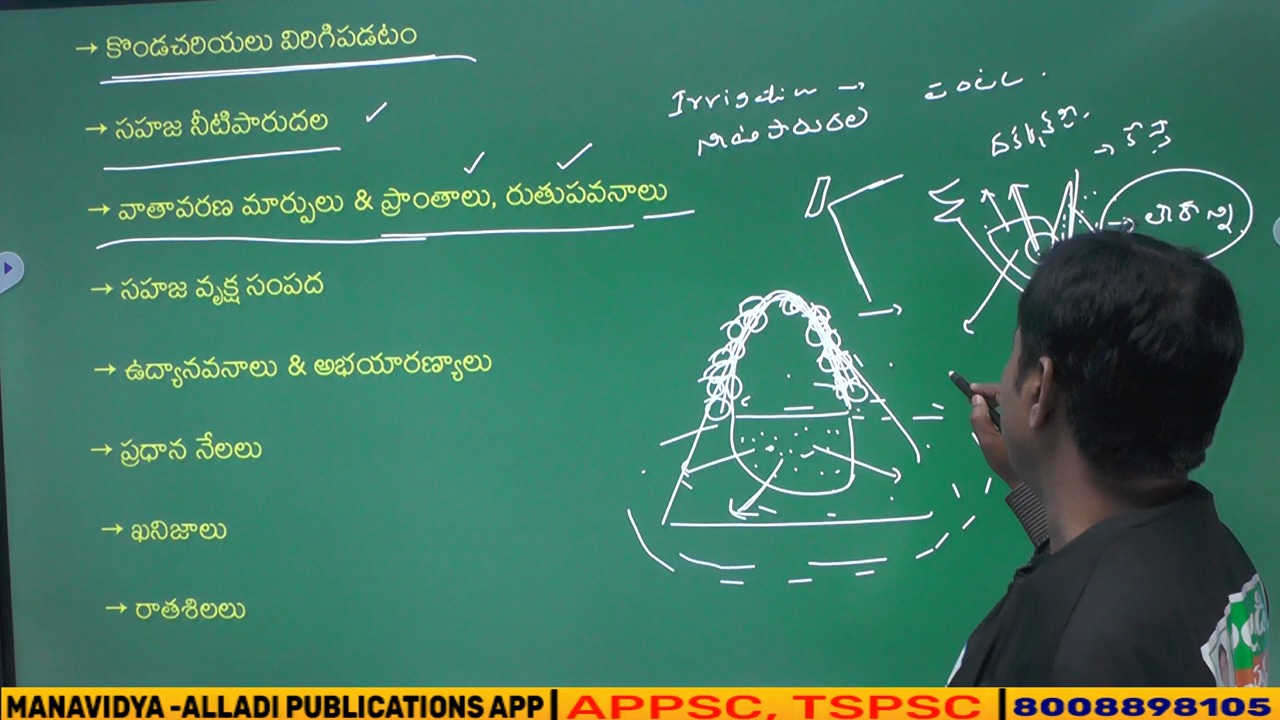 → కొండచరియలు విరిగిపడటం
→ సహజ నీటిపారుదల
→ వాతావరణ మార్పులు & ప్రాంతాలు, రుతుపవనాలు
→ సహజ వృక్ష సంపద
→ ఉద్యానవనాలు & అభయారణ్యాలు
→ ప్రధాన నేలలు
→ ఖనిజాలు
→ రాతశిలలు
Irrigation →
MANAVIDYA -ALLADI PUBLICATIONS APP | APPSC, TSPSC | 8008898105